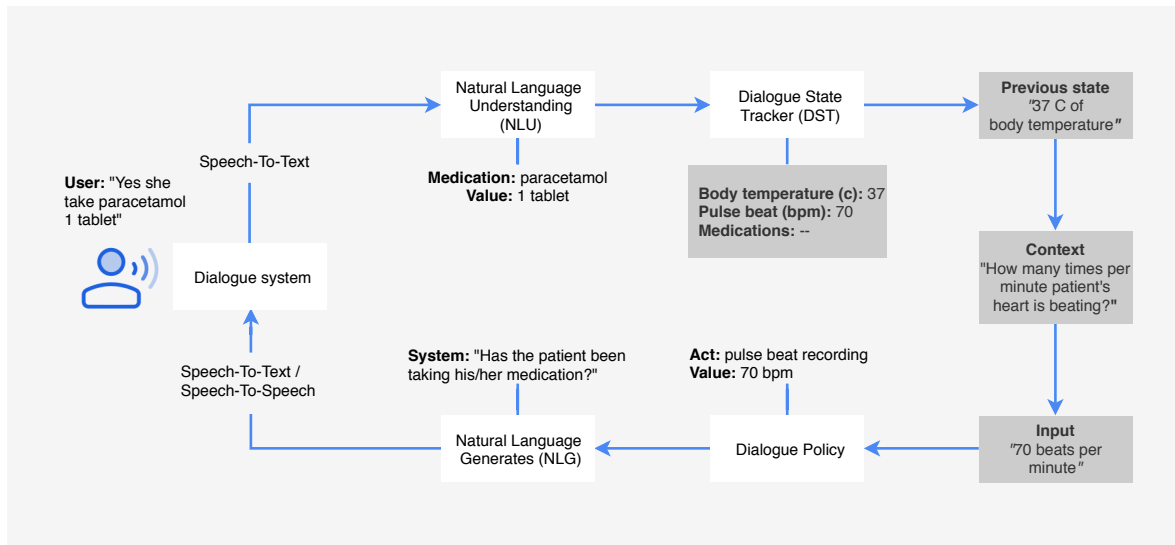 Natural Language
Understanding
(NLU)
Dialogue State
Tracker (DST)
Previous state
"37 C of
body temperature"
Speech-To-Text
User: "Yes she
take paracetamol
1 tablet"
Medication: paracetamol
Value: 1 tablet
Body temperature (c): 37
Pulse beat (bpm): 70
Medications: --
Dialogue system
Context
"How many times per
minute patient's
heart is beating?"
Speech-To-Text /
Speech-To-Speech
System: "Has the patient been
taking his/her medication?"
Act: pulse beat recording
Value: 70 bpm
Natural Language
Generates (NLG)
Dialogue Policy
Input
"70 beats per
minute"